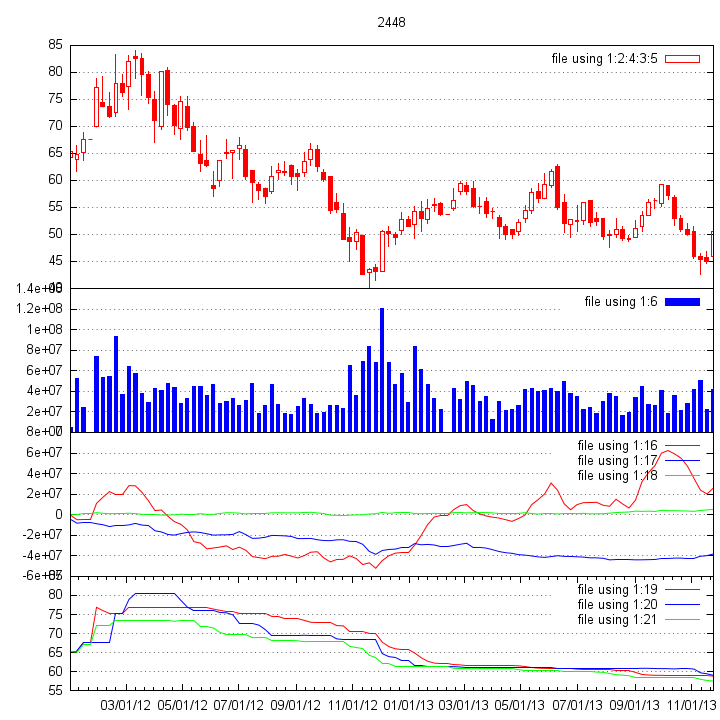 2448
85
file using 1:2:4:3:5
80
75
70
65
60
55
50
45
1.4e+08
file using 1:6
1.2e+08
1e+08
8e+07
6e+07
4e+07
2e+07
file using 1:16
6e+07
file using 1:17
4e+07
file using 1:18
2e+07
0
-2e+07
-4e+07
-6e+07
file using 1:19
80
file using 1:20
75
file using 1:21
70
65
60
55
03/01/12 05/01/12 07/01/12 09/01/12 11/01/12 01/01/13 03/01/13 05/01/13 07/01/13 09/01/13 11/01/13